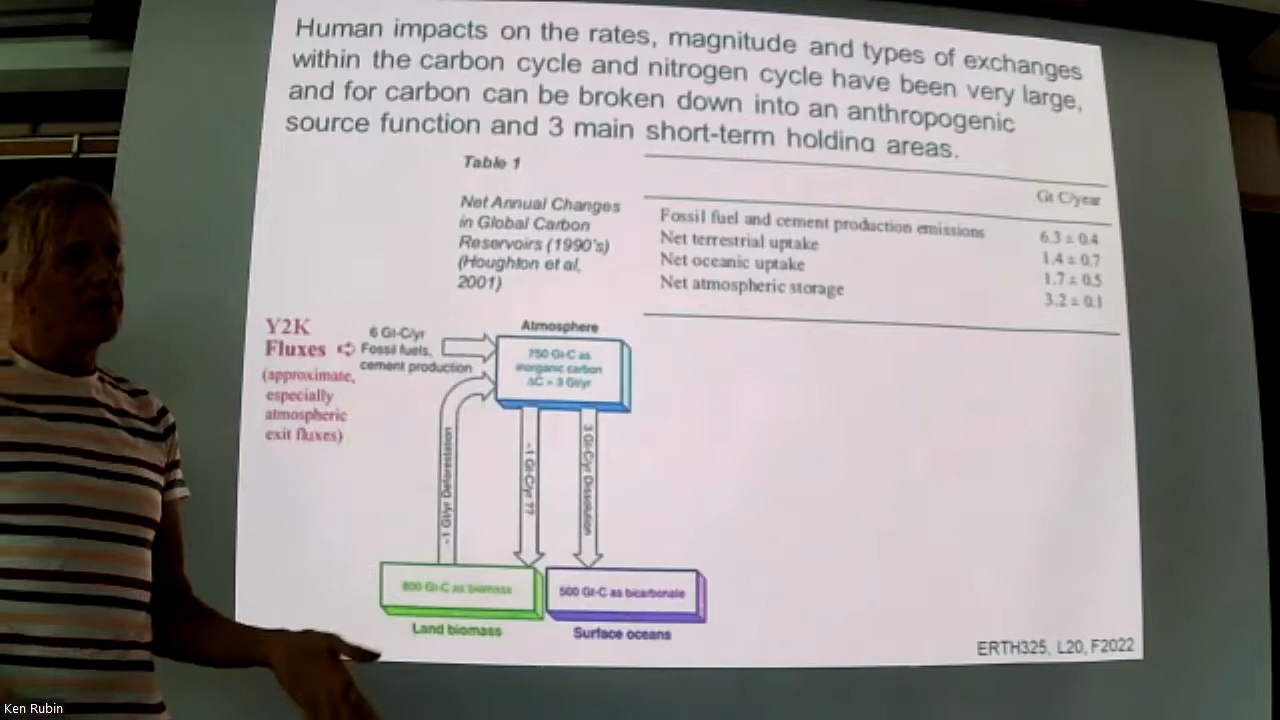 Human impacts on the rates, magnitude and types of exchanges
within the carbon cycle and nitrogen cycle have been very large,
and for carbon can be broken down into an anthropogenic
source function and 3 main short-term holding areas.
Table 1
Net Annual Changes
in Global Carbon
Reservoirs (1990's)
(Houghton et al,
2001)
Gt C/year
Fossil fuel and cement production emissions 6.3 ± 0.4
Net terrestrial uptake 1.4 ± 0.7
Net oceanic uptake 1.7 ± 0.5
Net atmospheric storage 3.2 ± 0.1
Y2K
Fluxes
(approximate,
especially
atmospheric
exit fluxes)
6 Gt-C/yr
Fossil fuels,
cement production
Atmosphere
750 Gt-C as
inorganic carbon
ΔC = 3 Gt/yr
~1 Gt/yr Deforestation
~1 Gt-C/yr ??
3 Gt-C/yr Dissolution
800 Gt-C as biomass
Land biomass
500 Gt-C as bicarbonate
Surface oceans
ERTH325, L20, F2022
Ken Rubin